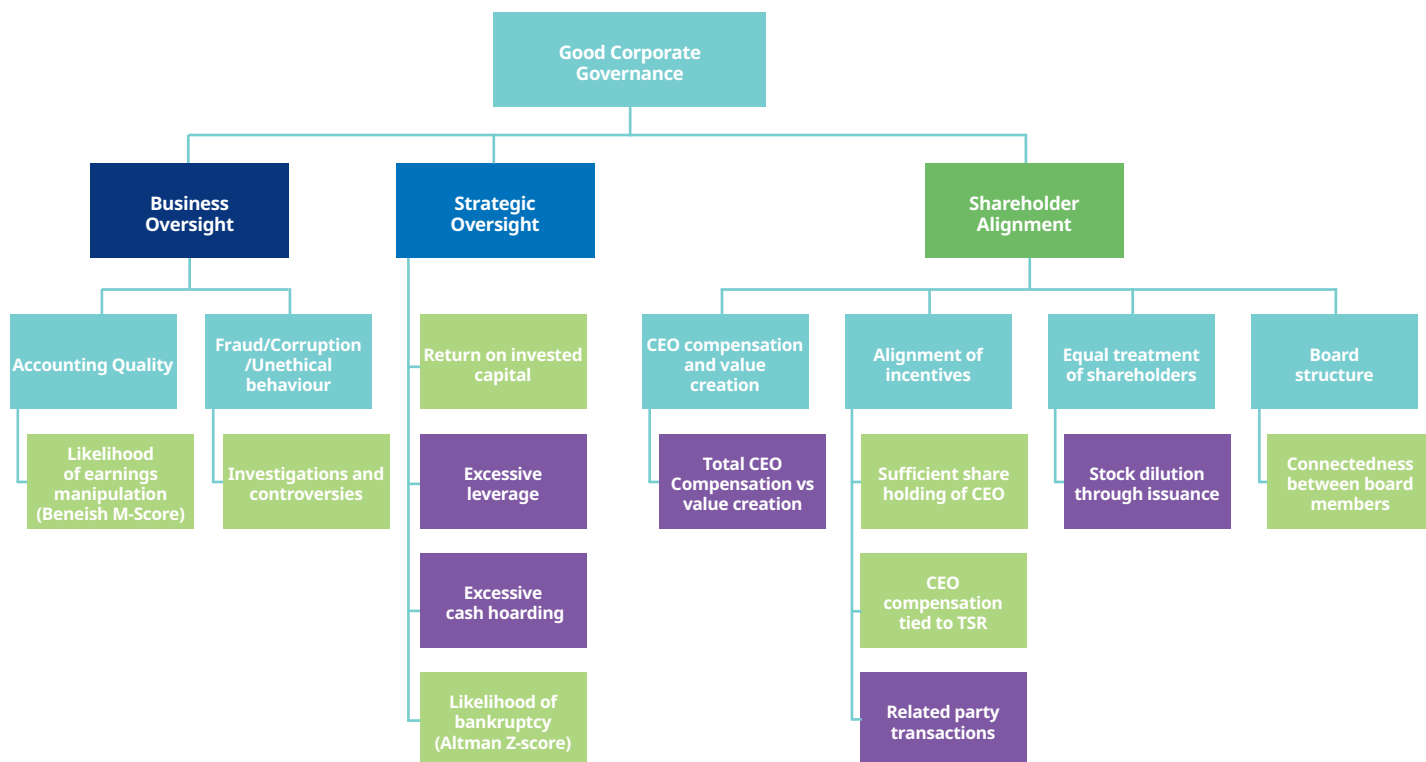 Good Corporate
Governance
Business
Oversight
Strategic
Oversight
Shareholder
Alignment
Accounting Quality
Fraud/Corruption
/Unethical
behaviour
Return on invested
capital
CEO compensation
and value
creation
Alignment of
incentives
Equal treatment
of shareholders
Board
structure
Likelihood
of earnings
manipulation
(Beneish M-Score)
Investigations and
controversies
Excessive
leverage
Total CEO
Compensation vs
value creation
Sufficient share
holding of CEO
Stock dilution
through issuance
Connectedness
between board
members
Excessive
cash hoarding
CEO
compensation
tied to TSR
Likelihood of
bankruptcy
(Altman Z-score)
Related party
transactions